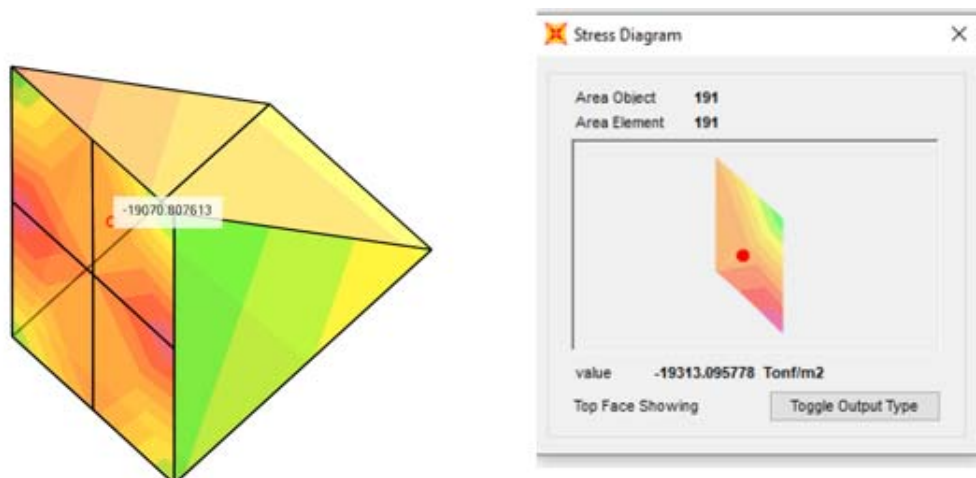 -19070.807613
Stress Diagram
Area Object 191
Area Element 191
value -19313.095778 Tonf/m2
Top Face Showing
Toggle Output Type